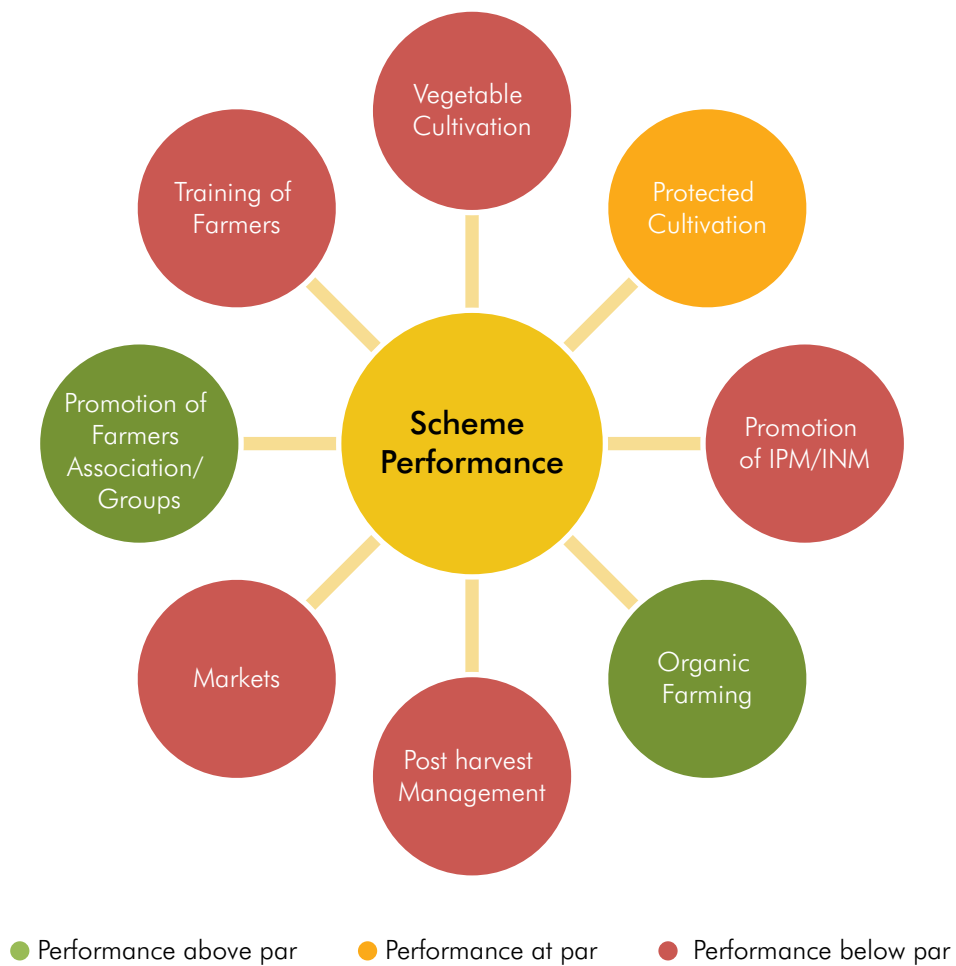 Vegetable
Cultivation
Training of
Farmers
Protected
Cultivation
Promotion of
Farmers
Association/
Groups
Scheme
Performance
Promotion
of IPM/INM
Markets
Organic
Farming
Post harvest
Management
Performance above par
Performance at par
Performance below par